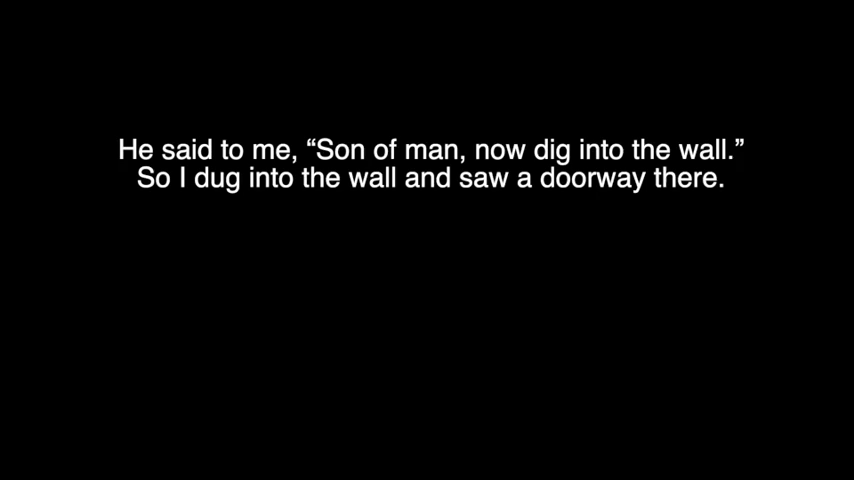 He said to me, “Son of man, now dig into the wall.”
So I dug into the wall and saw a doorway there.